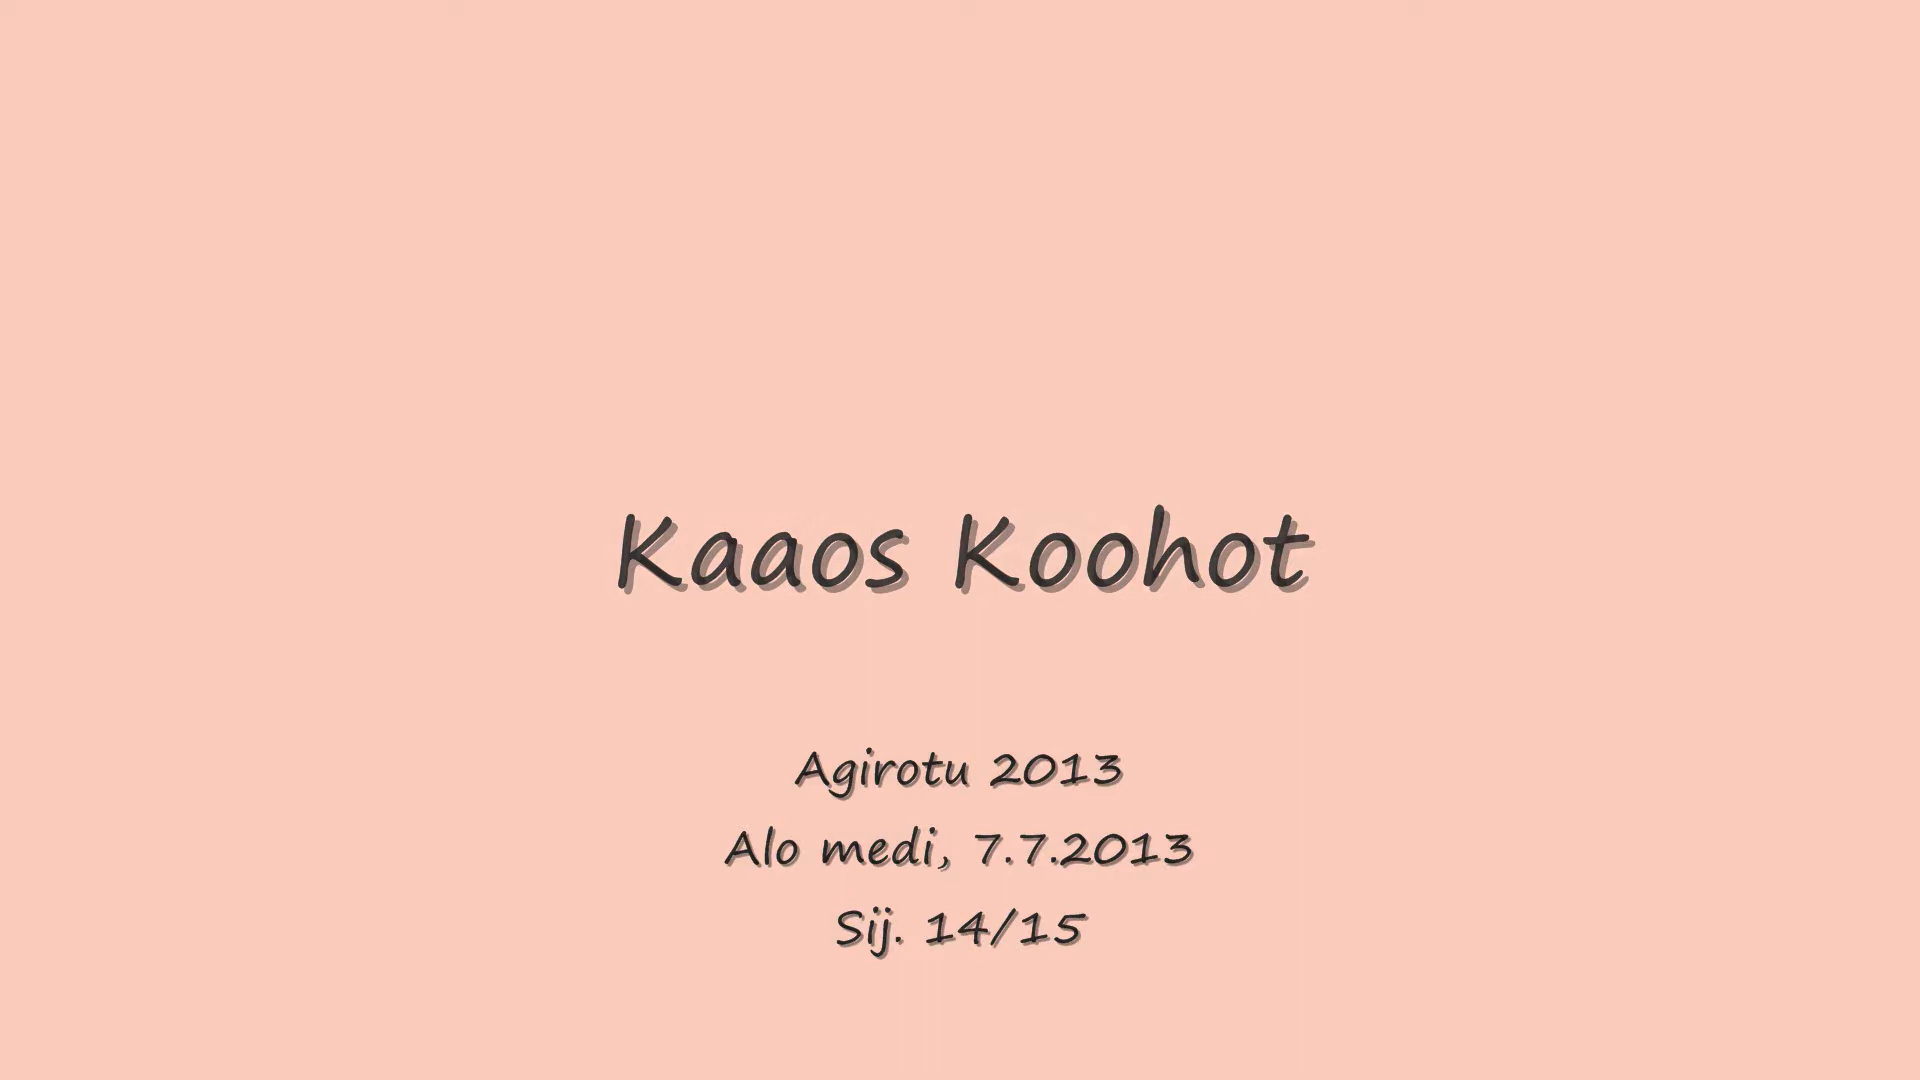 Kaaos Koohot
Agirotu 2013
Alo medi, 7.7.2013
Sij. 14/15